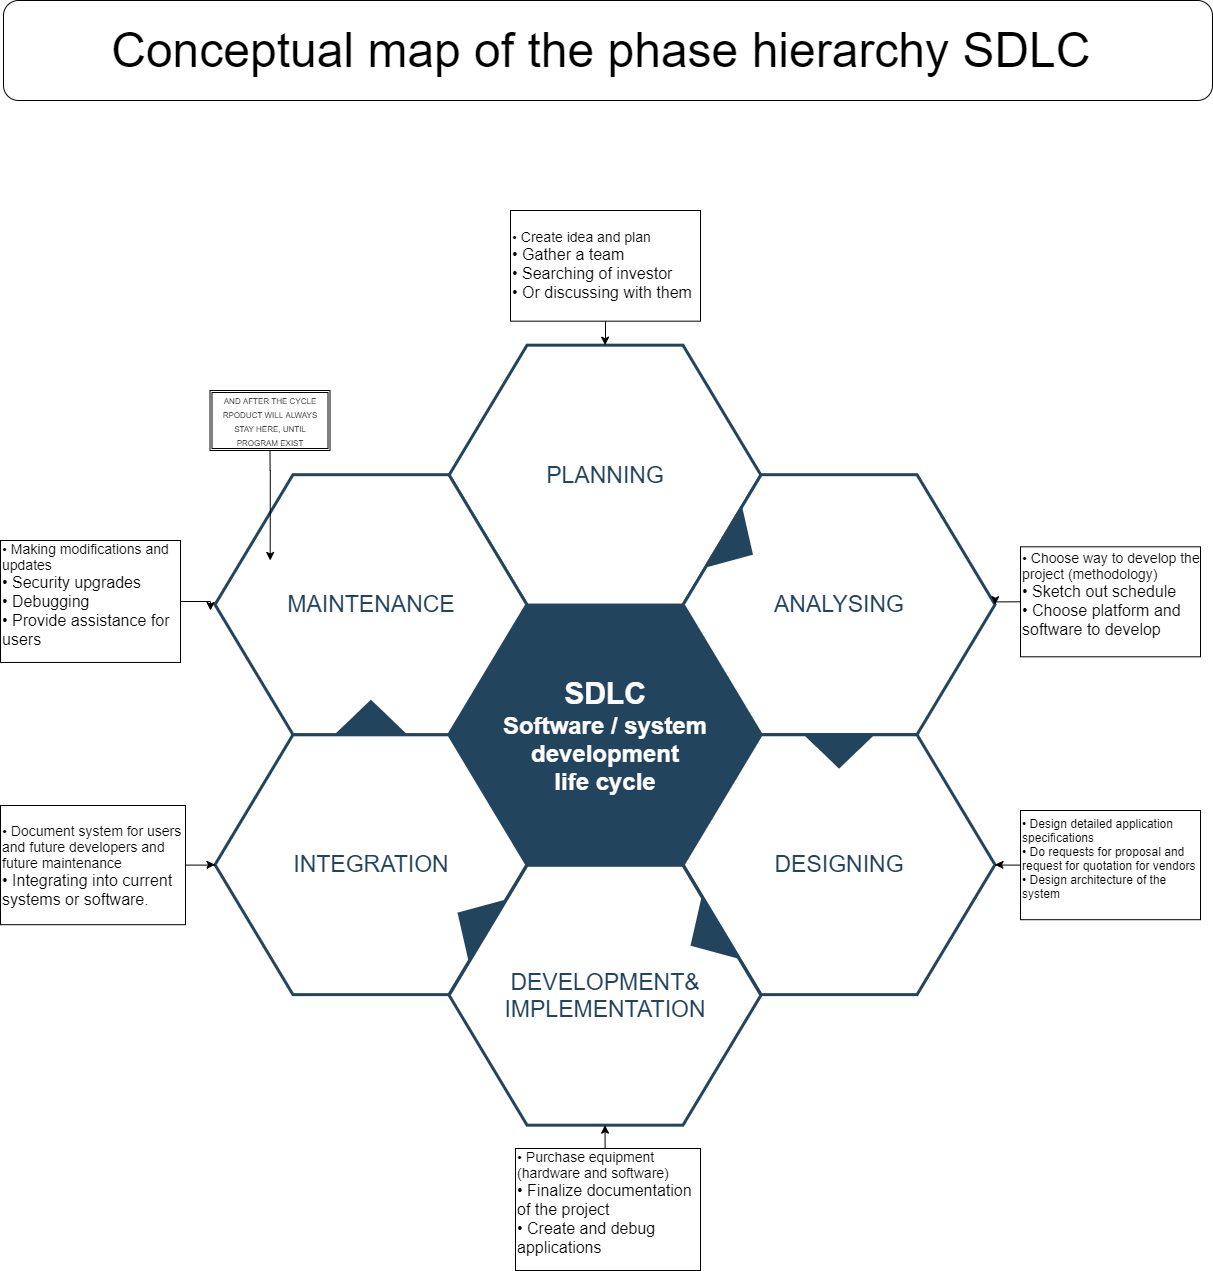 Conceptual map of the phase hierarchy SDLC
• Create idea and plan
• Gather a team
• Searching of investor
• Or discussing with them
AND AFTER THE CYCLE
RPODUCT WILL ALWAYS
STAY HERE, UNTIL
PROGRAM EXIST
PLANNING
• Making modifications and
updates
• Security upgrades
• Debugging
• Provide assistance for
users
MAINTENANCE
ANALYSING
• Choose way to develop the
project (methodology)
• Sketch out schedule
• Choose platform and
software to develop
SDLC
Software / system
development
life cycle
• Document system for users
and future developers and
future maintenance
• Integrating into current
systems or software.
INTEGRATION
DESIGNING
• Design detailed application
specifications
• Do requests for proposal and
request for quotation for vendors
• Design architecture of the
system
DEVELOPMENT&
IMPLEMENTATION
• Purchase equipment
(hardware and software)
• Finalize documentation
of the project
• Create and debug
applications